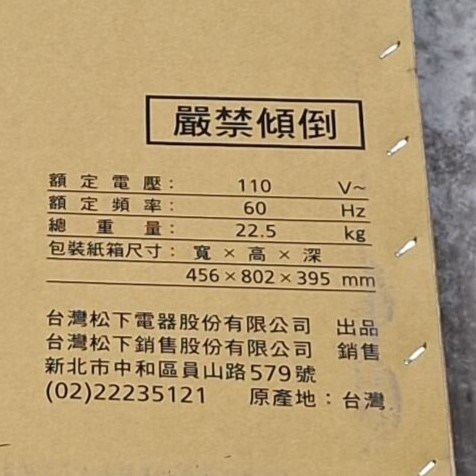 嚴禁傾倒
額定電壓: 110 V~
額定頻率: 60 Hz
總重量: 22.5 kg
包裝紙箱尺寸: 寬×高×深
456×802×395 mm
台灣松下電器股份有限公司 出品
台灣松下銷售股份有限公司 銷售
新北市中和區員山路579號
(02)22235121 原產地:台灣